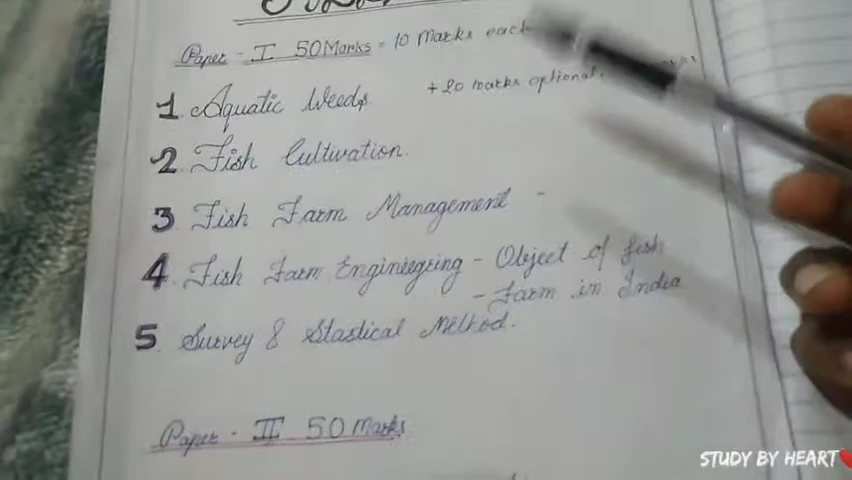 Paper - I 50 Marks = 10 Marks each
+ 20 marks optional.
1 Aquatic Weeds
2. Fish Cultivation.
3. Fish Farm Management -
4. Fish Farm Engineering - Object of fish
- Farm in India
5. Survey & Stastical Method.
Paper - II 50 Marks
STUDY BY HEART❤